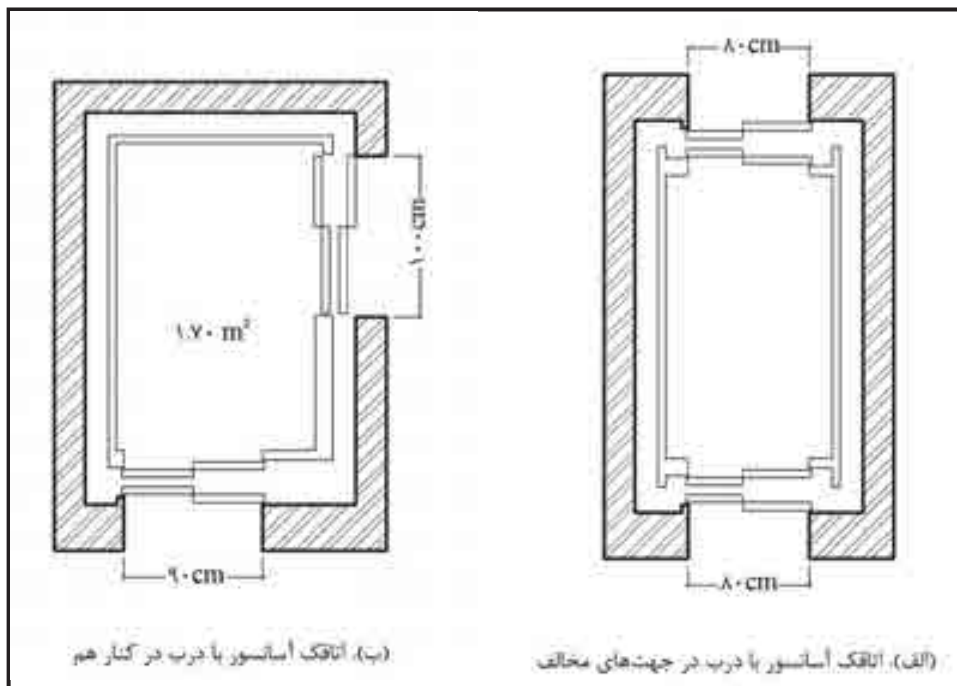 ۸۰cm
۱۰۰cm
۱.۷۰ m²
۹۰cm
۸۰cm
(الف). اتاقک آسانسور با درب در جهت‌های مخالف
(ب). اتاقک آسانسور با درب در کنار هم